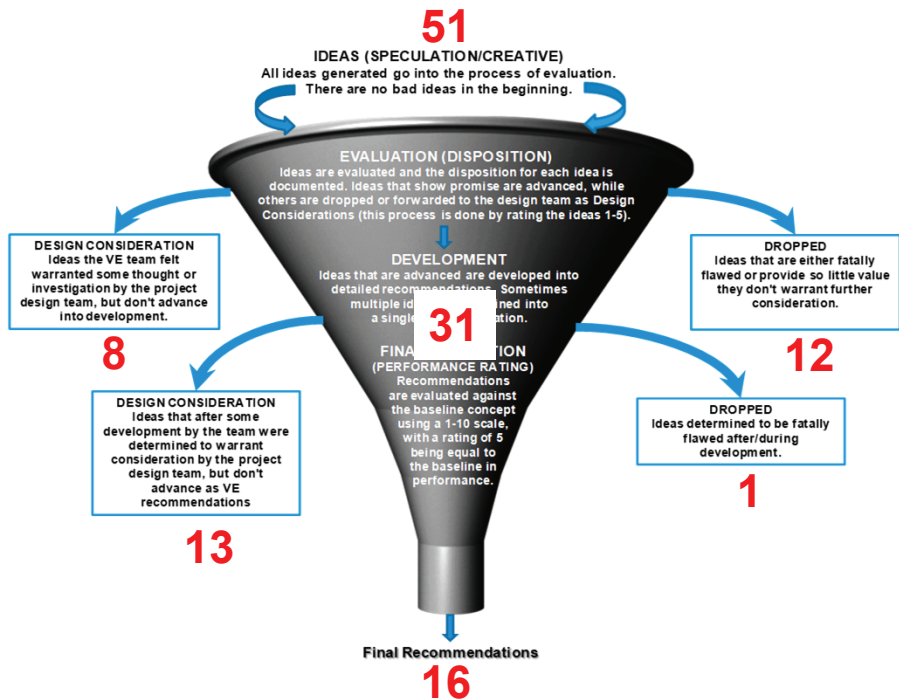 51
IDEAS (SPECULATION/CREATIVE)
All ideas generated go into the process of evaluation.
There are no bad ideas in the beginning.
EVALUATION (DISPOSITION)
Ideas are evaluated and the disposition for each idea is
documented. Ideas that show promise are advanced, while
others are dropped or forwarded to the design team as Design
Considerations (this process is done by rating the ideas 1-5).
DESIGN CONSIDERATION
Ideas the VE team felt
warranted some thought or
investigation by the project
design team, but don't advance
into development.
8
DROPPED
Ideas that are either fatally
flawed or provide so little value
they don't warrant further
consideration.
12
DEVELOPMENT
Ideas that are advanced are developed into
detailed recommendations. Sometimes
multiple
into
a single
31
(PERFORMANCE RATING)
Recommendations
are evaluated against
the baseline concept
using a 1-10 scale,
with a rating of 5
being equal to
the baseline in
performance.
DESIGN CONSIDERATION
Ideas that after some
development by the team were
determined to warrant
consideration by the project
design team, but don't
advance as VE
recommendations
13
DROPPED
Ideas determined to be fatally
flawed after/during
development.
1
Final Recommendations
16